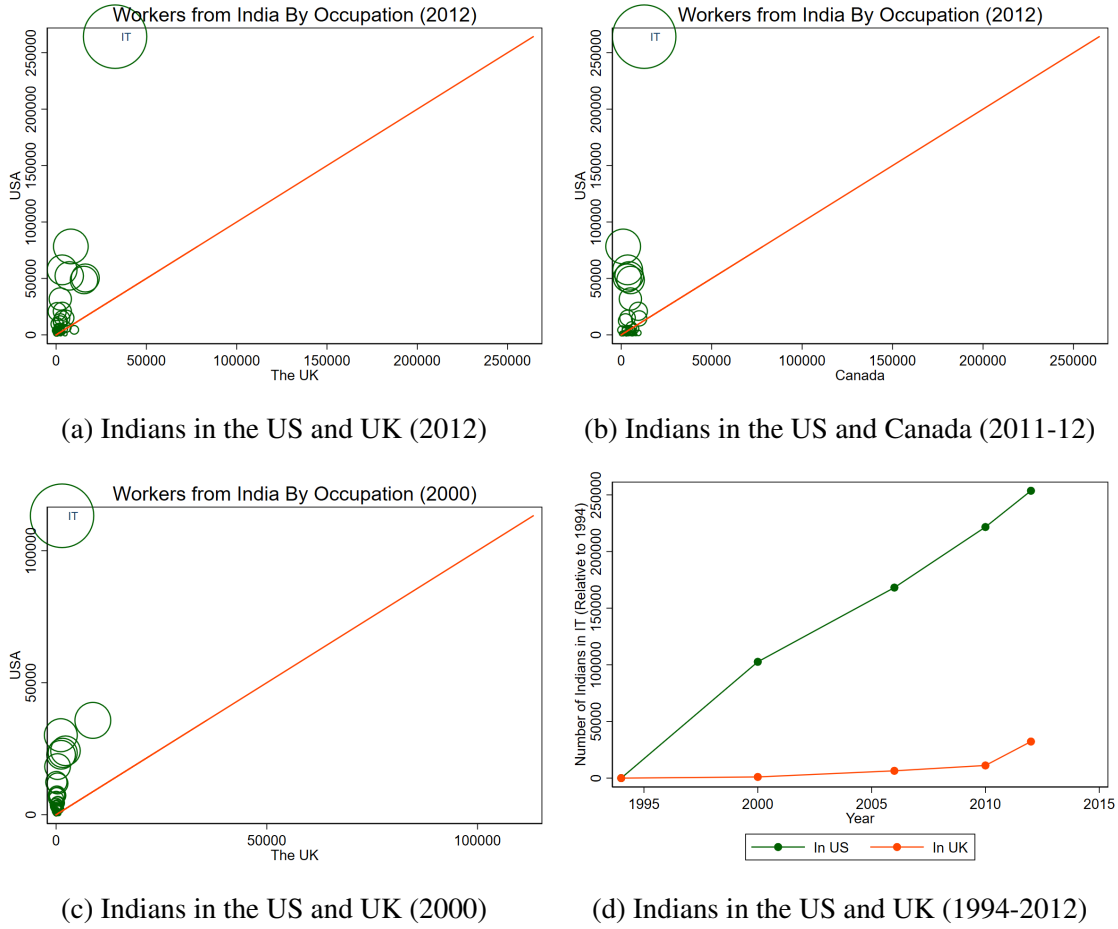 Workers from India By Occupation (2012)
IT
USA
0
50000
100000
150000
200000
250000
0
50000
100000
150000
200000
250000
The UK
(a) Indians in the US and UK (2012)
Workers from India By Occupation (2012)
IT
USA
0
50000
100000
150000
200000
250000
0
50000
100000
150000
200000
250000
Canada
(b) Indians in the US and Canada (2011-12)
Workers from India By Occupation (2000)
IT
USA
0
50000
100000
0
50000
100000
The UK
(c) Indians in the US and UK (2000)
Number of Indians in IT (Relative to 1994)
0
50000
100000
150000
200000
250000
1995
2000
2005
2010
2015
Year
In US
In UK
(d) Indians in the US and UK (1994-2012)